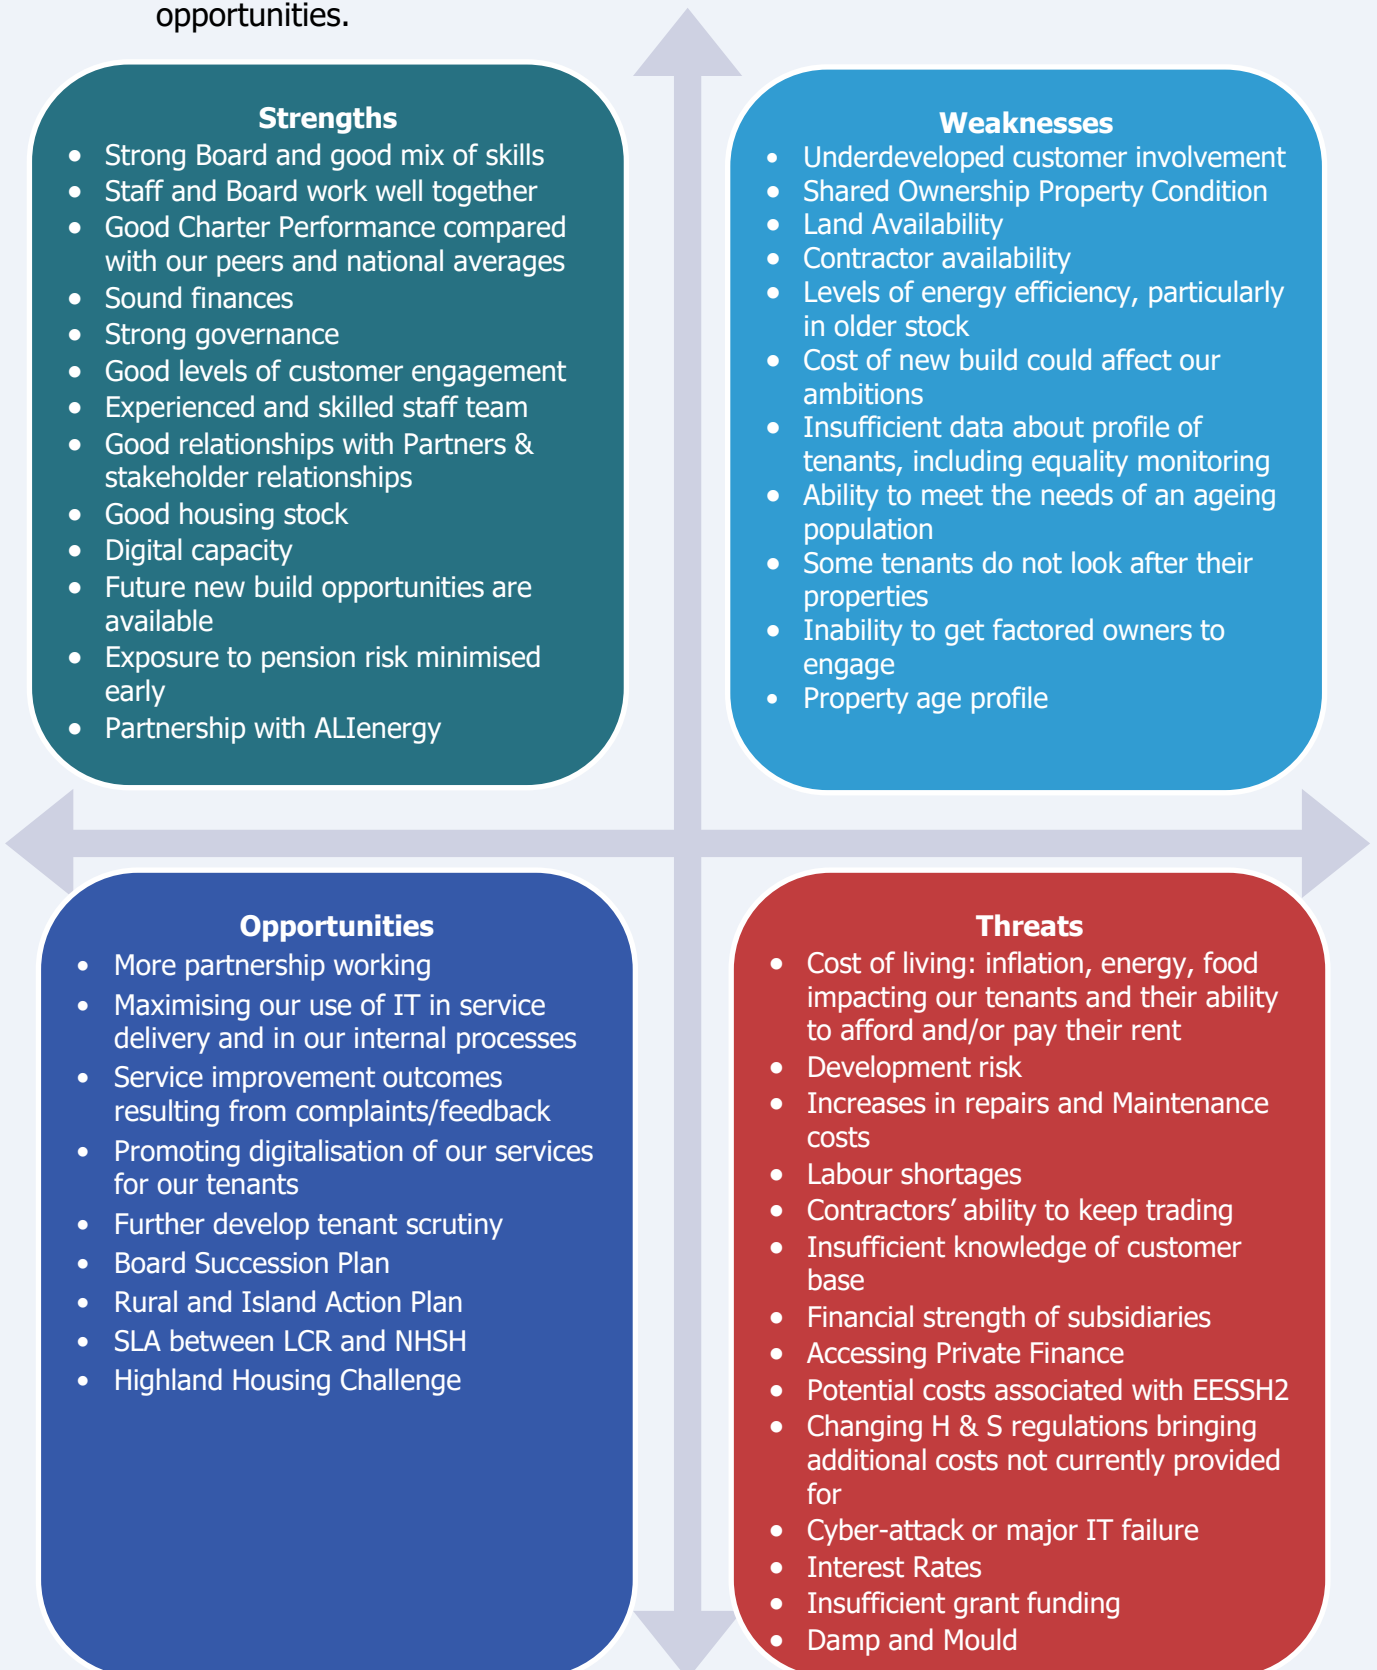 opportunities.
Strengths
• Strong Board and good mix of skills
• Staff and Board work well together
• Good Charter Performance compared
with our peers and national averages
• Sound finances
• Strong governance
• Good levels of customer engagement
• Experienced and skilled staff team
• Good relationships with Partners &
stakeholder relationships
• Good housing stock
• Digital capacity
• Future new build opportunities are
available
• Exposure to pension risk minimised
early
• Partnership with ALIenergy
Weaknesses
• Underdeveloped customer involvement
• Shared Ownership Property Condition
• Land Availability
• Contractor availability
• Levels of energy efficiency, particularly
in older stock
• Cost of new build could affect our
ambitions
• Insufficient data about profile of
tenants, including equality monitoring
• Ability to meet the needs of an ageing
population
• Some tenants do not look after their
properties
• Inability to get factored owners to
engage
• Property age profile
Opportunities
• More partnership working
• Maximising our use of IT in service
delivery and in our internal processes
• Service improvement outcomes
resulting from complaints/feedback
• Promoting digitalisation of our services
for our tenants
• Further develop tenant scrutiny
• Board Succession Plan
• Rural and Island Action Plan
• SLA between LCR and NHSH
• Highland Housing Challenge
Threats
• Cost of living: inflation, energy, food
impacting our tenants and their ability
to afford and/or pay their rent
• Development risk
• Increases in repairs and Maintenance
costs
• Labour shortages
• Contractors’ ability to keep trading
• Insufficient knowledge of customer
base
• Financial strength of subsidiaries
• Accessing Private Finance
• Potential costs associated with EESSH2
• Changing H & S regulations bringing
additional costs not currently provided
for
• Cyber-attack or major IT failure
• Interest Rates
• Insufficient grant funding
• Damp and Mould